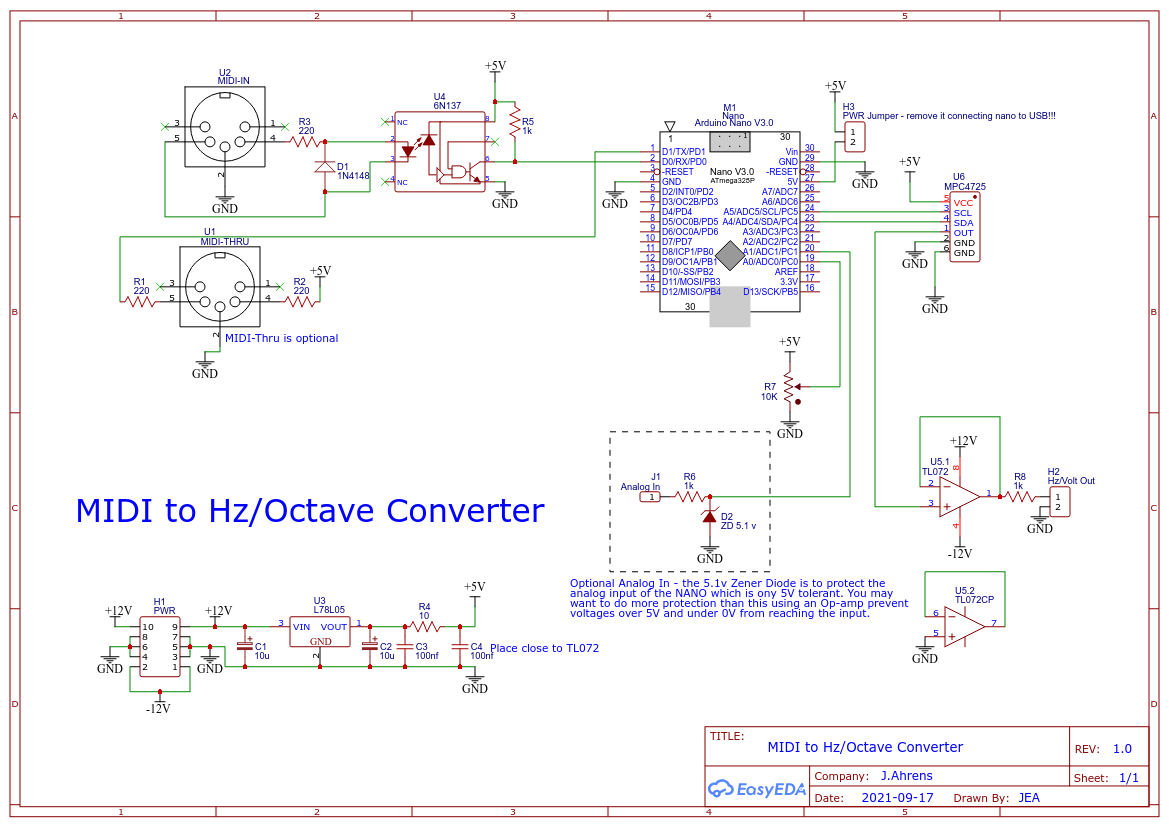 1 2 3 4 5
A
B
C
D
A
B
C
D
U2
MIDI-IN
3 1
5 4
2
GND
R3
220
D1
1N4148
U4
6N137
1 NC
2
3
4 NC
8
7
6
5
+5V
R5
1k
GND
U1
MIDI-THRU
3 1
5 4
2
R1
220
R2
220
+5V
GND
MIDI-Thru is optional
M1
Nano
Arduino Nano V3.0
1
30
Nano V3.0
ATmega328P
30
GND
1 D1/TX/PD1
2 D0/RX/PD0
3 -RESET
4 GND
5 D2/INT0/PD2
6 D3/OC2B/PD3
7 D4/PD4
8 D5/OC0B/PD5
9 D6/OC0A/PD6
10 D7/PD7
11 D8/ICP1/PB0
12 D9/OC1A/PB1
13 D10/-SS/PB2
14 D11/MOSI/PB3
15 D12/MISO/PB4
Vin 30
GND 29
-RESET 28
5V 27
A7/ADC7 26
A6/ADC6 25
A5/ADC5/SCL/PC5 24
A4/ADC4/SDA/PC4 23
A3/ADC3/PC3 22
A2/ADC2/PC2 21
A1/ADC1/PC1 20
A0/ADC0/PC0 19
AREF 18
3.3V 17
D13/SCK/PB5 16
+5V
H3
PWR Jumper - remove it connecting nano to USB!!!
1
2
GND
+5V
U6
MPC4725
5 VCC
3 SCL
4 SDA
1 OUT
2 GND
6 GND
GND
GND
+5V
R7
10K
GND
J1
Analog In
1
R6
1k
D2
ZD 5.1 v
GND
Optional Analog In - the 5.1v Zener Diode is to protect the
analog input of the NANO which is ony 5V tolerant. You may
want to do more protection than this using an Op-amp prevent
voltages over 5V and under 0V from reaching the input.
+12V
U5.1
TL072
8
2
3
1
4
-12V
R8
1k
H2
Hz/Volt Out
1
2
GND
U5.2
TL072CP
6
5
7
GND
MIDI to Hz/Octave Converter
H1
PWR
+12V
+12V
10 9
8 7
6 5
4 3
2 1
GND
GND
-12V
U3
L78L05
3 VIN VOUT 1
GND
2
C1
10u
C2
10u
C3
100nf
R4
10
+5V
C4
100nf
Place close to TL072
GND
TITLE:
MIDI to Hz/Octave Converter
REV: 1.0
EasyEDA
Company: J.Ahrens
Sheet: 1/1
Date: 2021-09-17 Drawn By: JEA
1 2 3 4 5